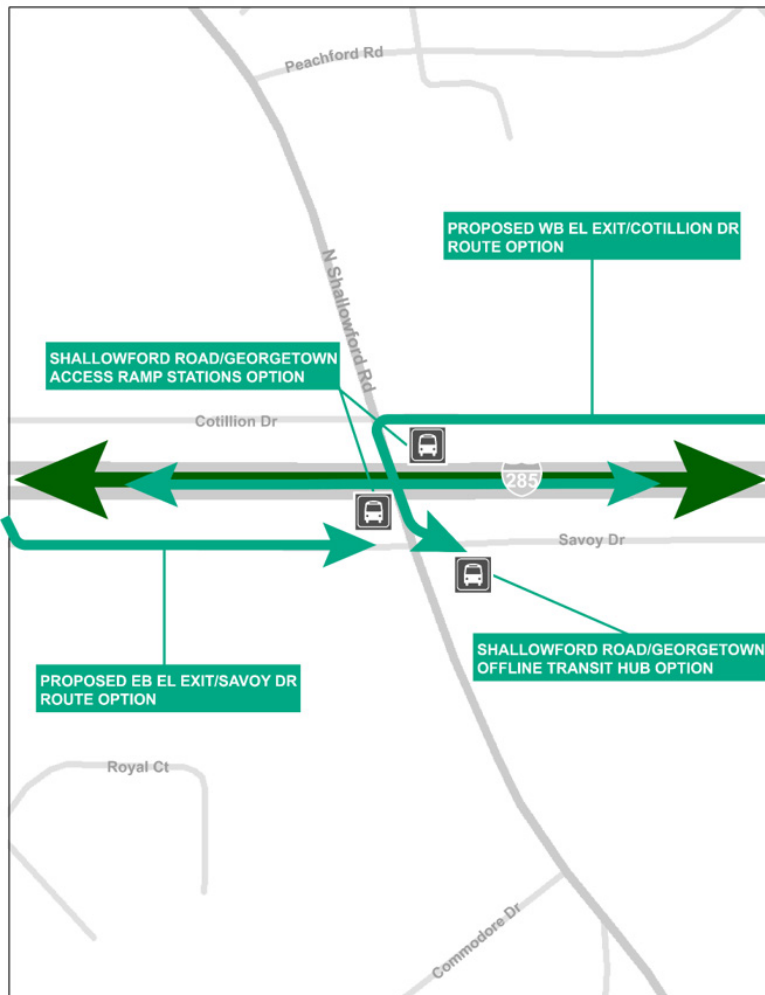 Peachford Rd
PROPOSED WB EL EXIT/COTILLION DR
ROUTE OPTION
N Shallowford Rd
SHALLOWFORD ROAD/GEORGETOWN
ACCESS RAMP STATIONS OPTION
Cotillion Dr
285
Savoy Dr
SHALLOWFORD ROAD/GEORGETOWN
OFFLINE TRANSIT HUB OPTION
PROPOSED EB EL EXIT/SAVOY DR
ROUTE OPTION
Royal Ct
Commodore Dr